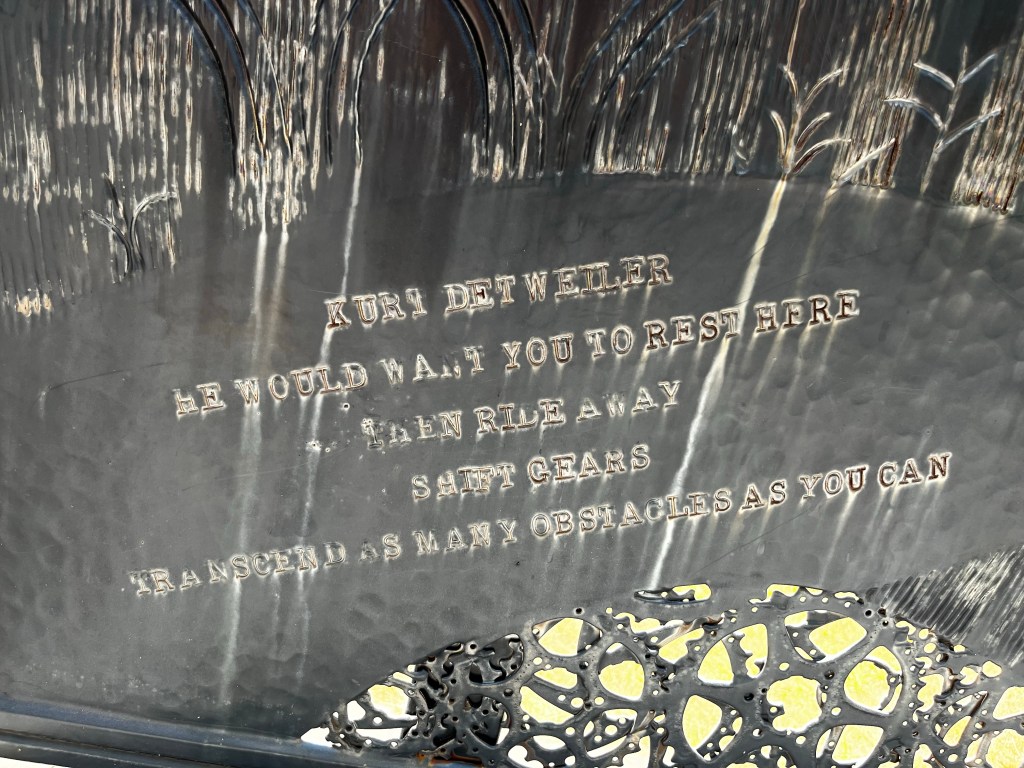 KURT DETWEILER
HE WOULD WANT YOU TO REST HERE
THEN RIDE AWAY
SHIFT GEARS
TRANSCEND AS MANY OBSTACLES AS YOU CAN